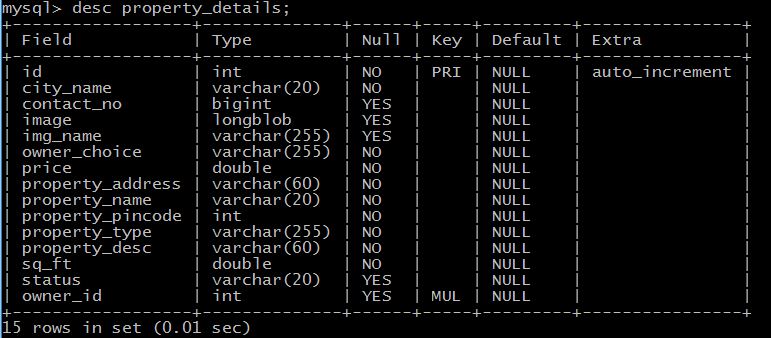 mysql> desc property_details;
+-------------------+--------------+------+-----+---------+----------------+
| Field             | Type         | Null | Key | Default | Extra          |
+-------------------+--------------+------+-----+---------+----------------+
| id                | int          | NO   | PRI | NULL    | auto_increment |
| city_name         | varchar(20)  | NO   |     | NULL    |                |
| contact_no        | bigint       | YES  |     | NULL    |                |
| image             | longblob     | YES  |     | NULL    |                |
| img_name          | varchar(255) | YES  |     | NULL    |                |
| owner_choice      | varchar(255) | NO   |     | NULL    |                |
| price             | double       | NO   |     | NULL    |                |
| property_address  | varchar(60)  | NO   |     | NULL    |                |
| property_name     | varchar(20)  | NO   |     | NULL    |                |
| property_pincode  | int          | NO   |     | NULL    |                |
| property_type     | varchar(255) | NO   |     | NULL    |                |
| property_desc     | varchar(60)  | NO   |     | NULL    |                |
| sq_ft             | double       | NO   |     | NULL    |                |
| status            | varchar(20)  | YES  |     | NULL    |                |
| owner_id          | int          | YES  | MUL | NULL    |                |
+-------------------+--------------+------+-----+---------+----------------+
15 rows in set (0.01 sec)